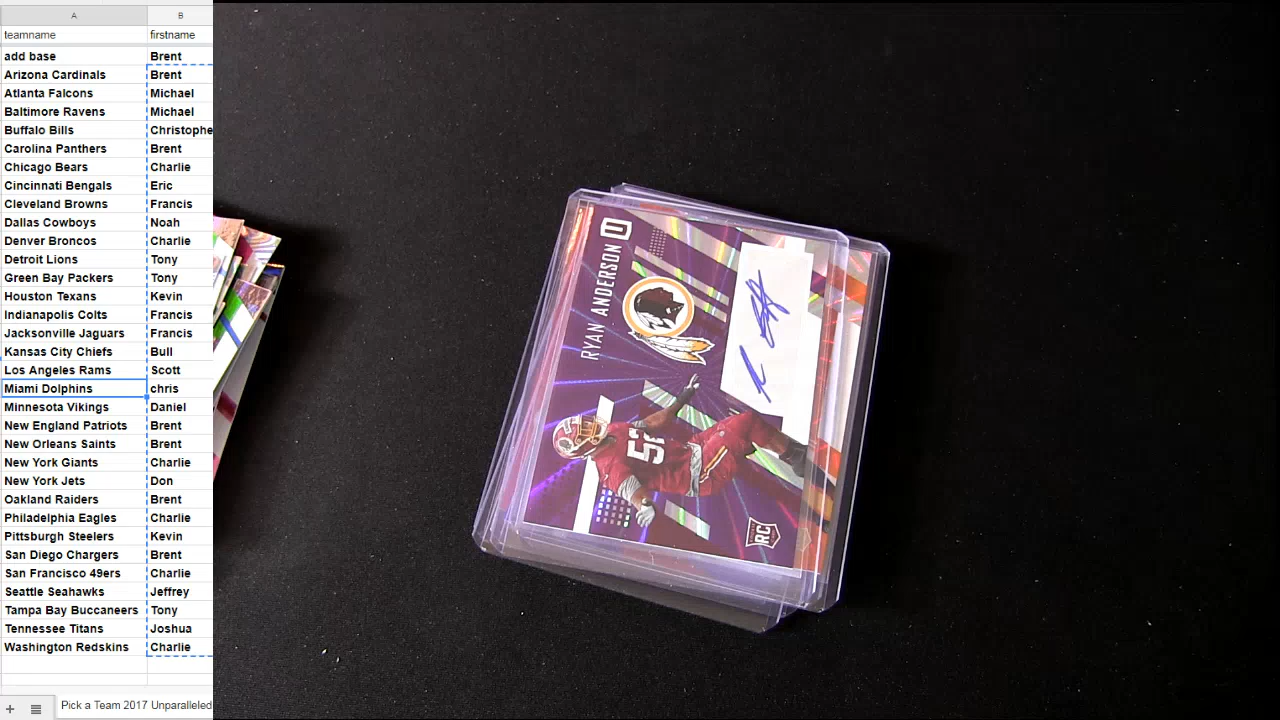 A B
teamname firstname
add base Brent
Arizona Cardinals Brent
Atlanta Falcons Michael
Baltimore Ravens Michael
Buffalo Bills Christophe
Carolina Panthers Brent
Chicago Bears Charlie
Cincinnati Bengals Eric
Cleveland Browns Francis
Dallas Cowboys Noah
Denver Broncos Charlie
Detroit Lions Tony
Green Bay Packers Tony
Houston Texans Kevin
Indianapolis Colts Francis
Jacksonville Jaguars Francis
Kansas City Chiefs Bull
Los Angeles Rams Scott
Miami Dolphins chris
Minnesota Vikings Daniel
New England Patriots Brent
New Orleans Saints Brent
New York Giants Charlie
New York Jets Don
Oakland Raiders Brent
Philadelphia Eagles Charlie
Pittsburgh Steelers Kevin
San Diego Chargers Brent
San Francisco 49ers Charlie
Seattle Seahawks Jeffrey
Tampa Bay Buccaneers Tony
Tennessee Titans Joshua
Washington Redskins Charlie
Pick a Team 2017 Unparalleled
RYAN ANDERSON U
52
RC